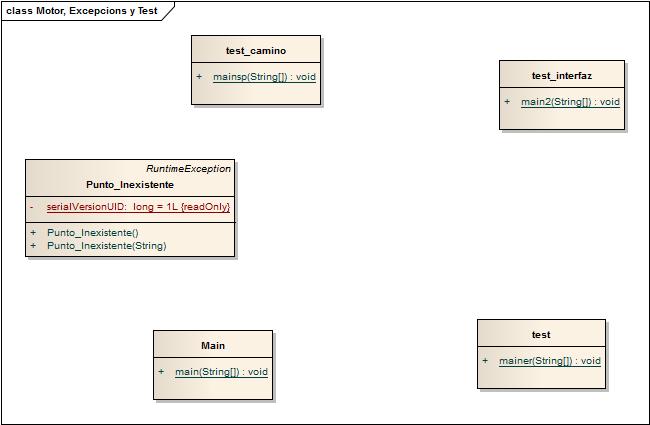 class Motor, Excepcions y Test
test_camino
+ mainsp(String[]) : void
test_interfaz
+ main2(String[]) : void
RuntimeException
Punto_Inexistente
- serialVersionUID: long = 1L {readOnly}
+ Punto_Inexistente()
+ Punto_Inexistente(String)
Main
+ main(String[]) : void
test
+ mainer(String[]) : void